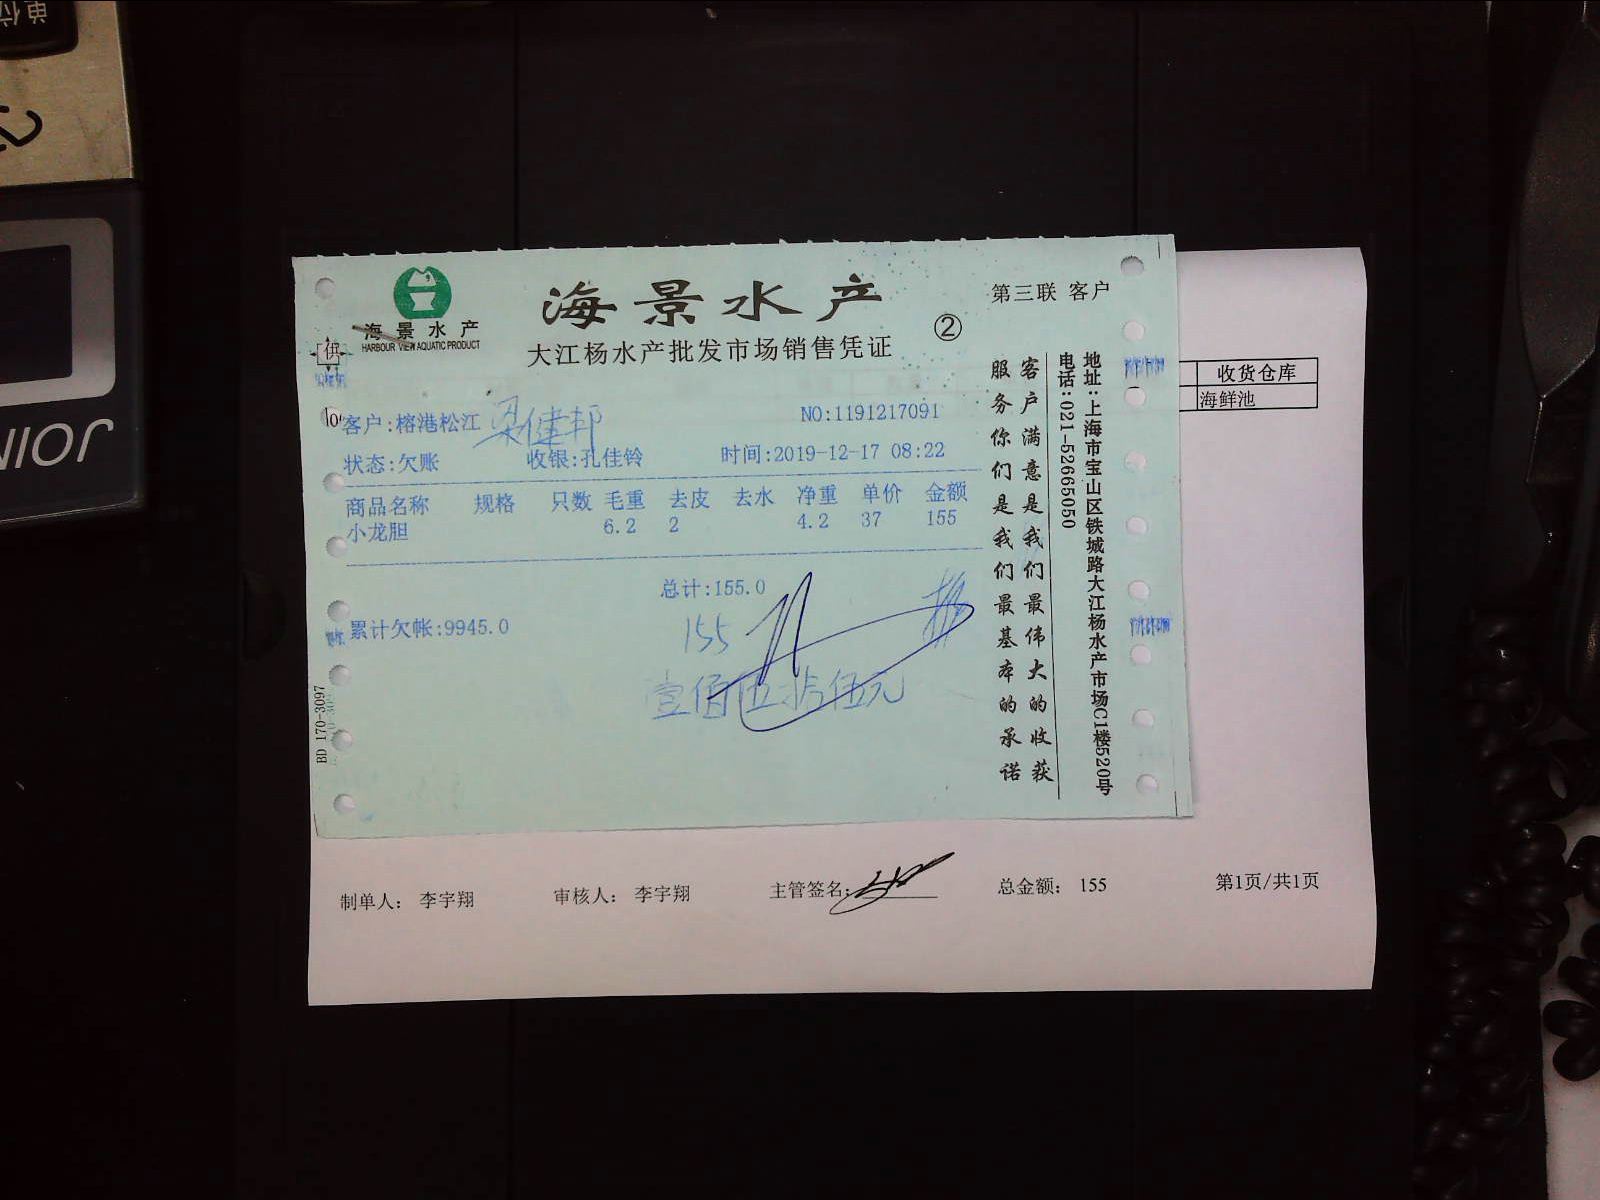 单位
JOINI
海景水产
HARBOUR VIEW AQUATIC PRODUCT
海景水产
大江杨水产批发市场销售凭证
②
第三联 客户
供
客户:榕港松江 梁健邦
NO:1191217091
状态:欠账 收银:孔佳铃 时间:2019-12-17 08:22
商品名称 规格 只数 毛重 去皮 去水 净重 单价 金额
小龙胆 6.2 2 4.2 37 155
总计:155.0
累计欠帐:9945.0
155
壹佰伍拾伍元
客户满意是我们最伟大的收获
服务你们是我们最基本的承诺
地址:上海市宝山区铁城路大江杨水产市场C1楼520号
电话:021-52665050
BD 170-3097
收货仓库
海鲜池
制单人: 李宇翔 审核人: 李宇翔 主管签名: 总金额: 155 第1页/共1页